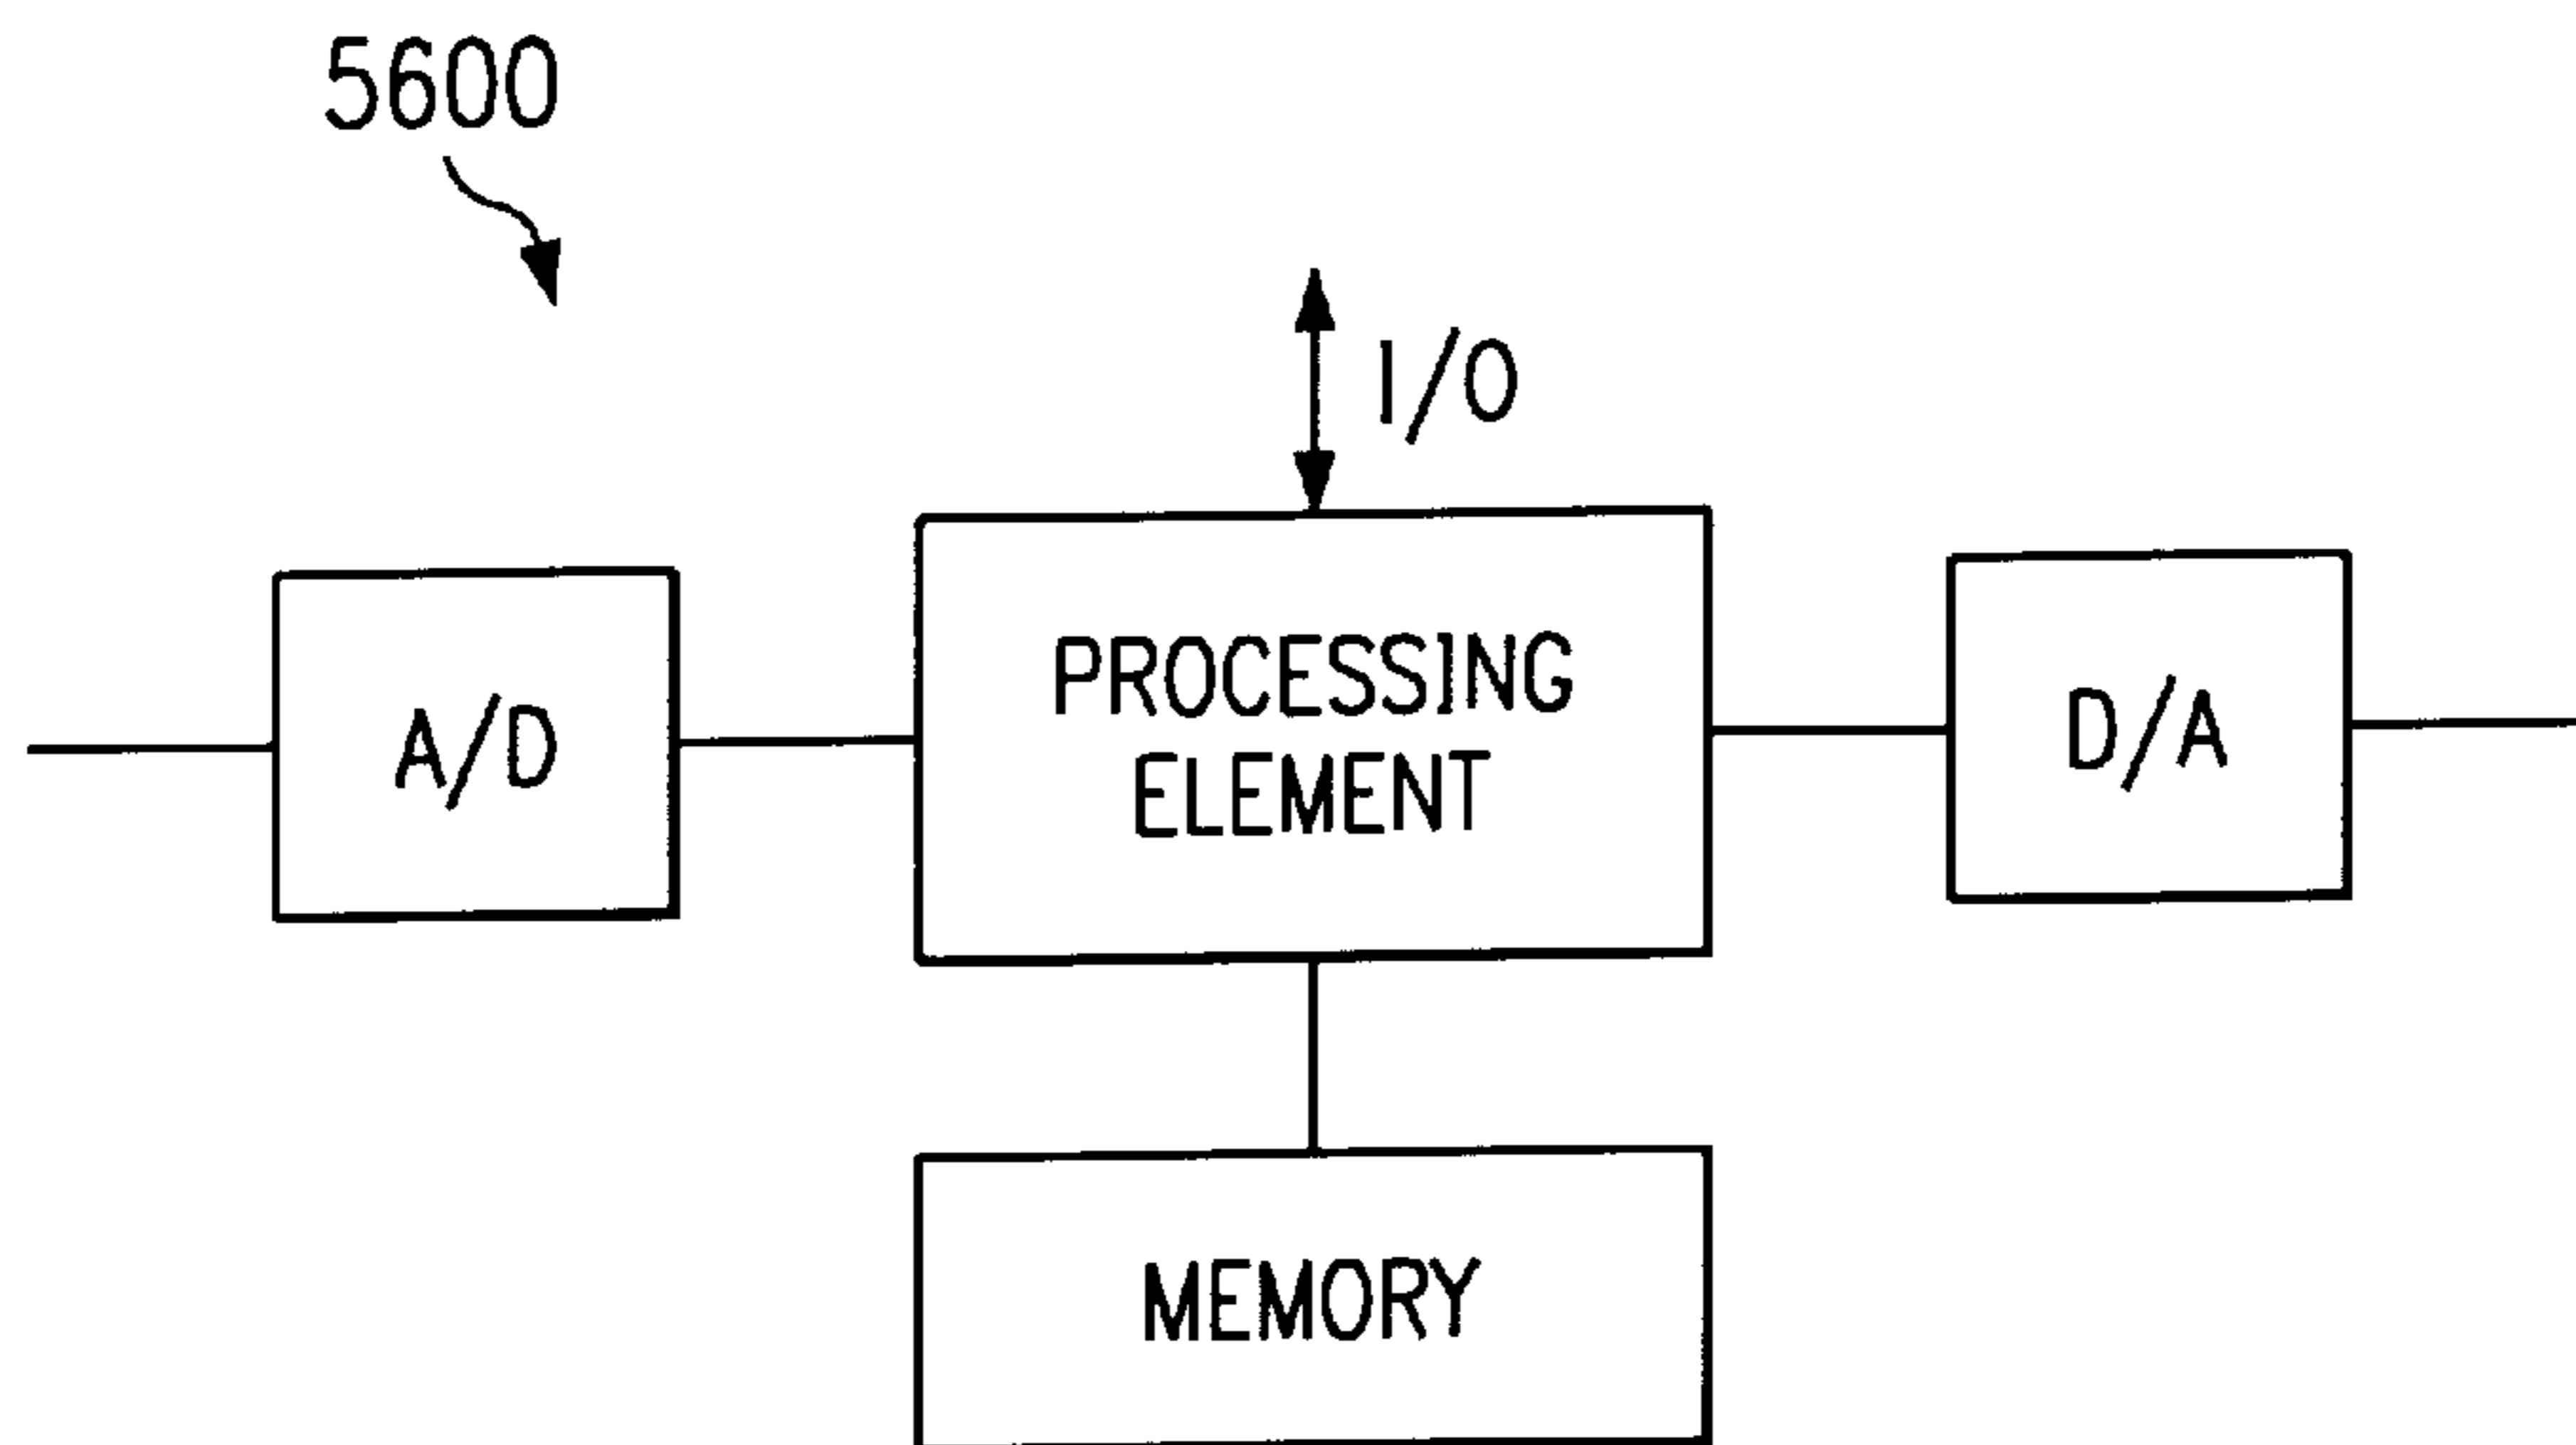 5600
I/O
A/D
PROCESSING
ELEMENT
D/A
MEMORY